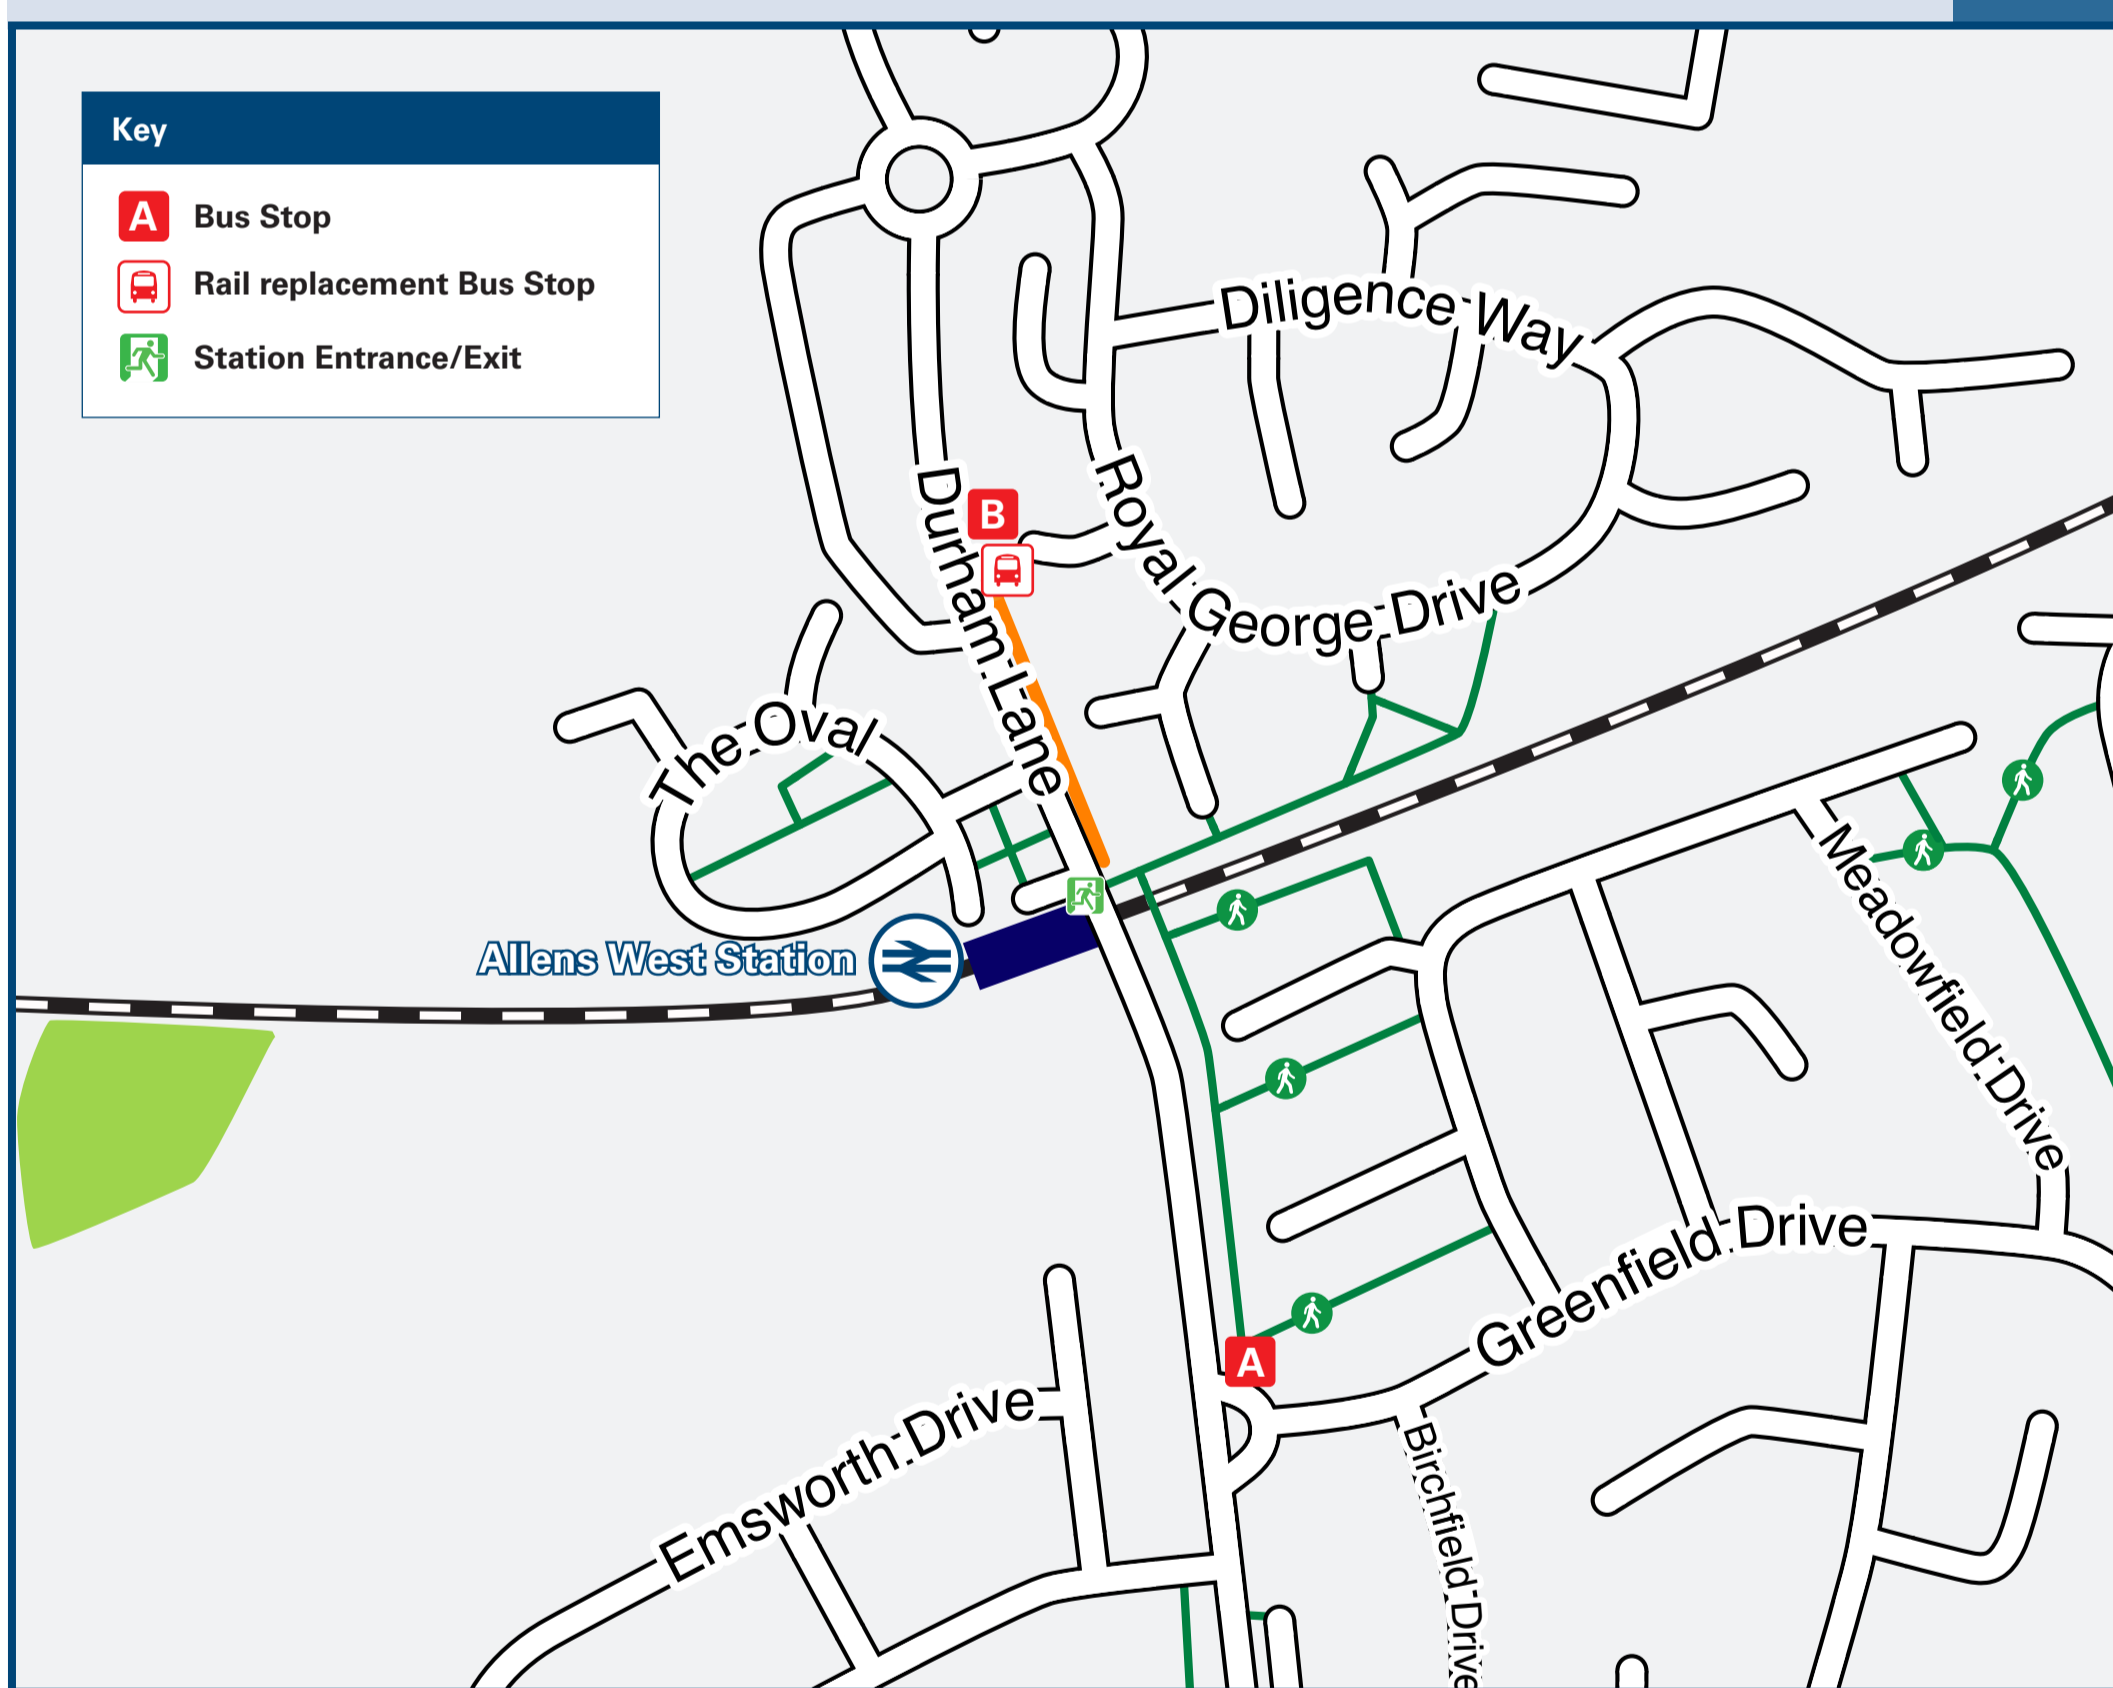 Key
A Bus Stop
Rail replacement Bus Stop
Station Entrance/Exit
Diligence Way
Durham Lane
B
Royal George Drive
The Oval
Allens West Station
Meadowfield Drive
Greenfield Drive
A
Emsworth Drive
Birchfield Drive